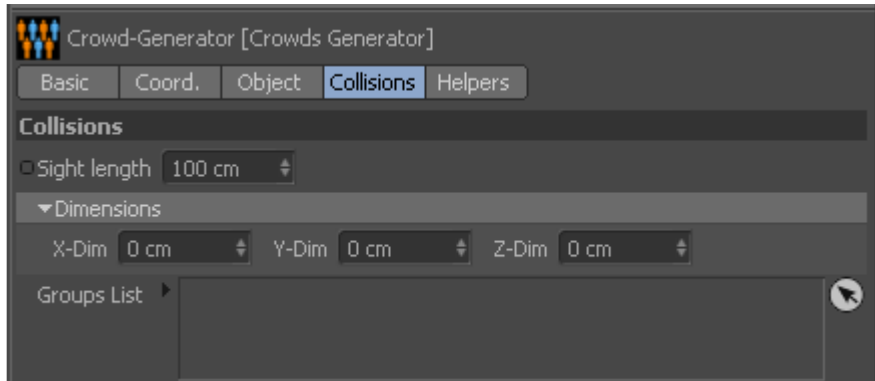 Crowd-Generator [Crowds Generator]
Basic Coord. Object Collisions Helpers
Collisions
Sight length 100 cm
Dimensions
X-Dim 0 cm Y-Dim 0 cm Z-Dim 0 cm
Groups List